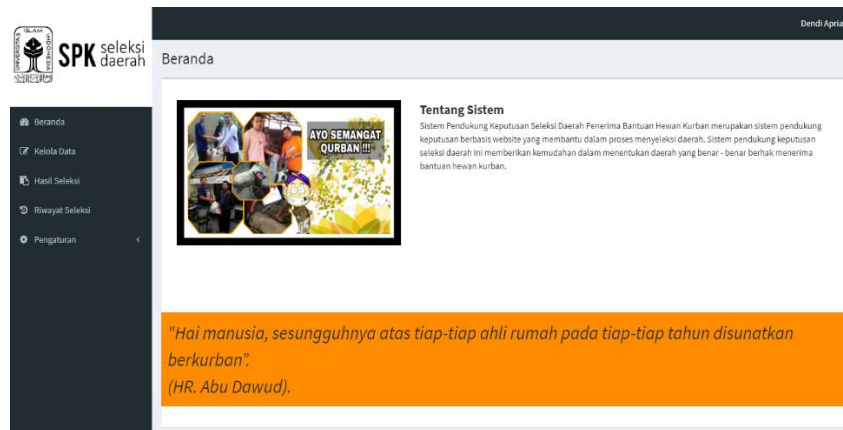 ISLAM
UNIVERSITAS
INDONESIA
SPK seleksi
daerah
Dendi Apria
Beranda
Beranda
Kelola Data
Hasil Seleksi
Riwayat Seleksi
Pengaturan
AYO SEMANGAT
QURBAN !!!
Tentang Sistem
Sistem Pendukung Keputusan Seleksi Daerah Penerima Bantuan Hewan Kurban merupakan sistem pendukung
keputusan berbasis website yang membantu dalam proses menyeleksi daerah. Sistem pendukung keputusan
seleksi daerah ini memberikan kemudahan dalam menentukan daerah yang benar - benar berhak menerima
bantuan hewan kurban.
"Hai manusia, sesungguhnya atas tiap-tiap ahli rumah pada tiap-tiap tahun disunatkan
berkurban".
(HR. Abu Dawud).